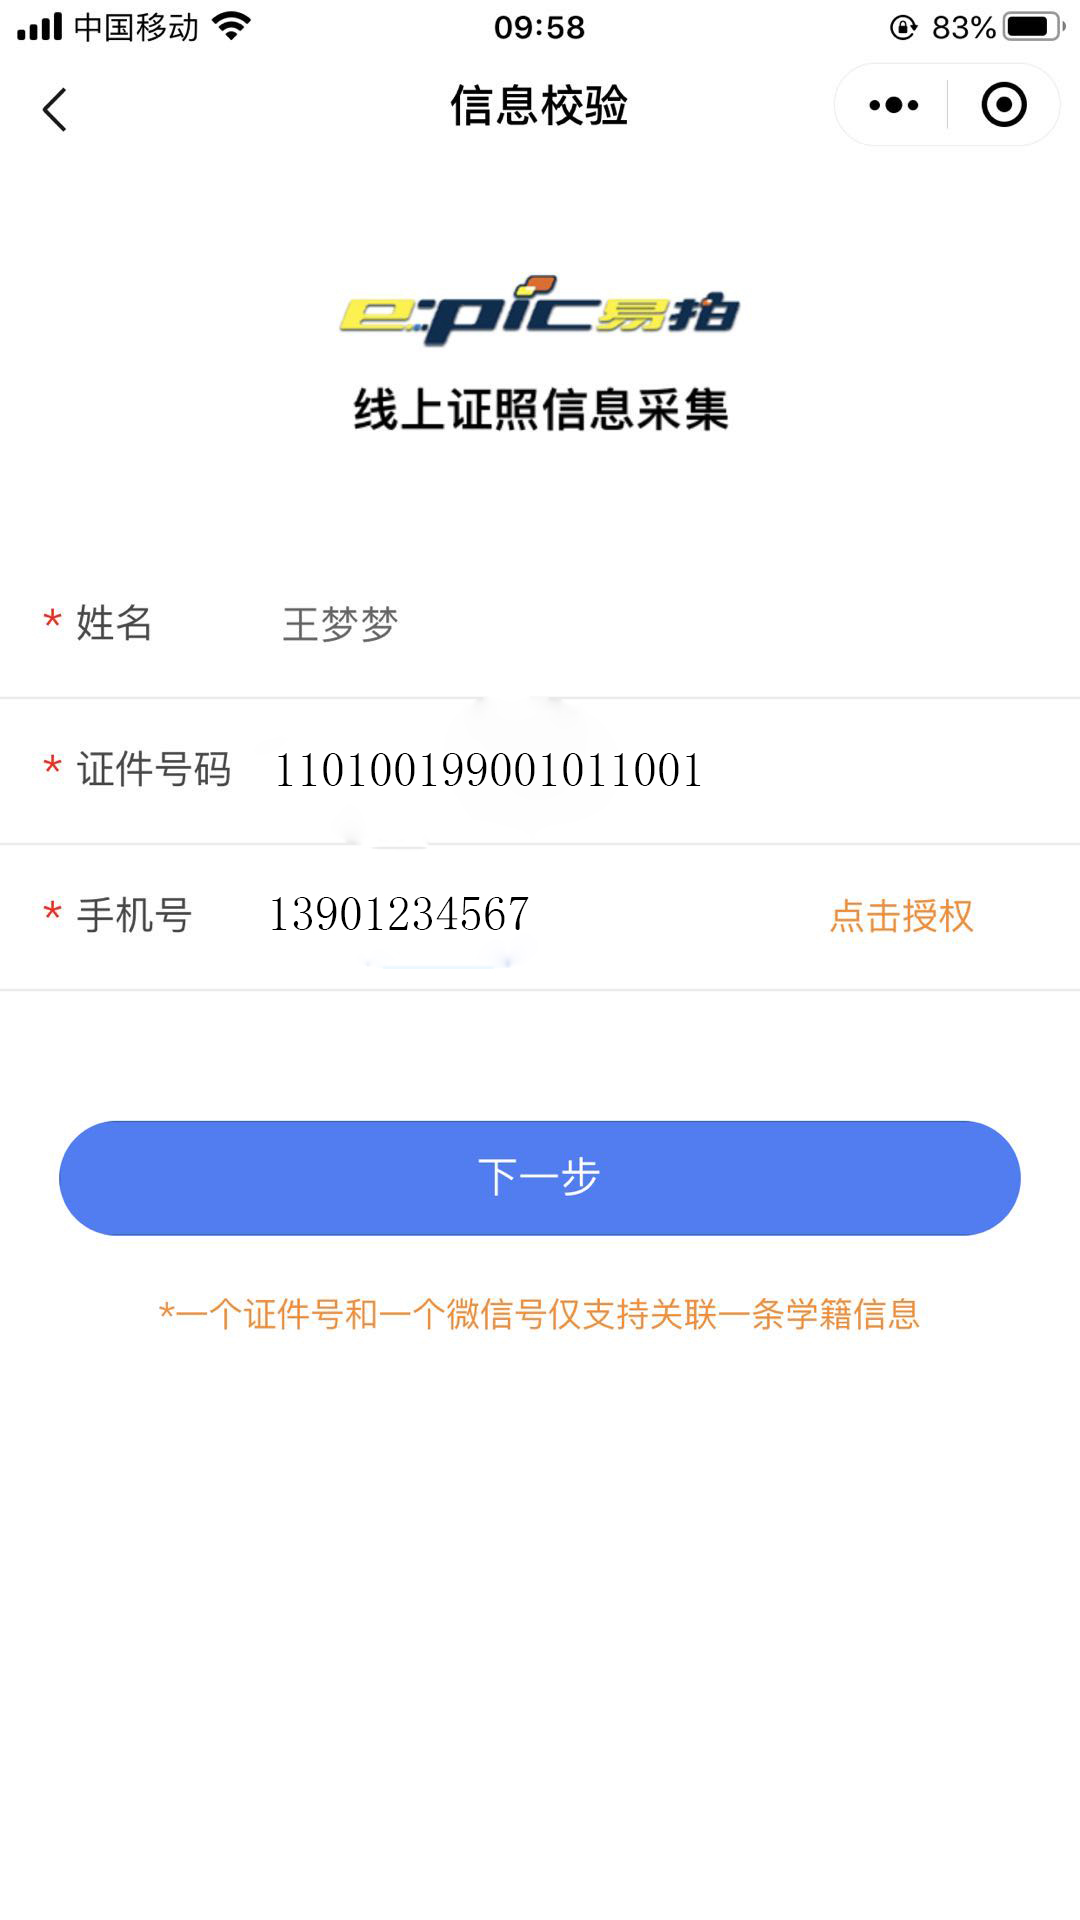 中国移动
09:58
83%
信息校验
e:pic易拍
线上证照信息采集
* 姓名 王梦梦
* 证件号码 110100199001011001
* 手机号 13901234567 点击授权
下一步
*一个证件号和一个微信号仅支持关联一条学籍信息